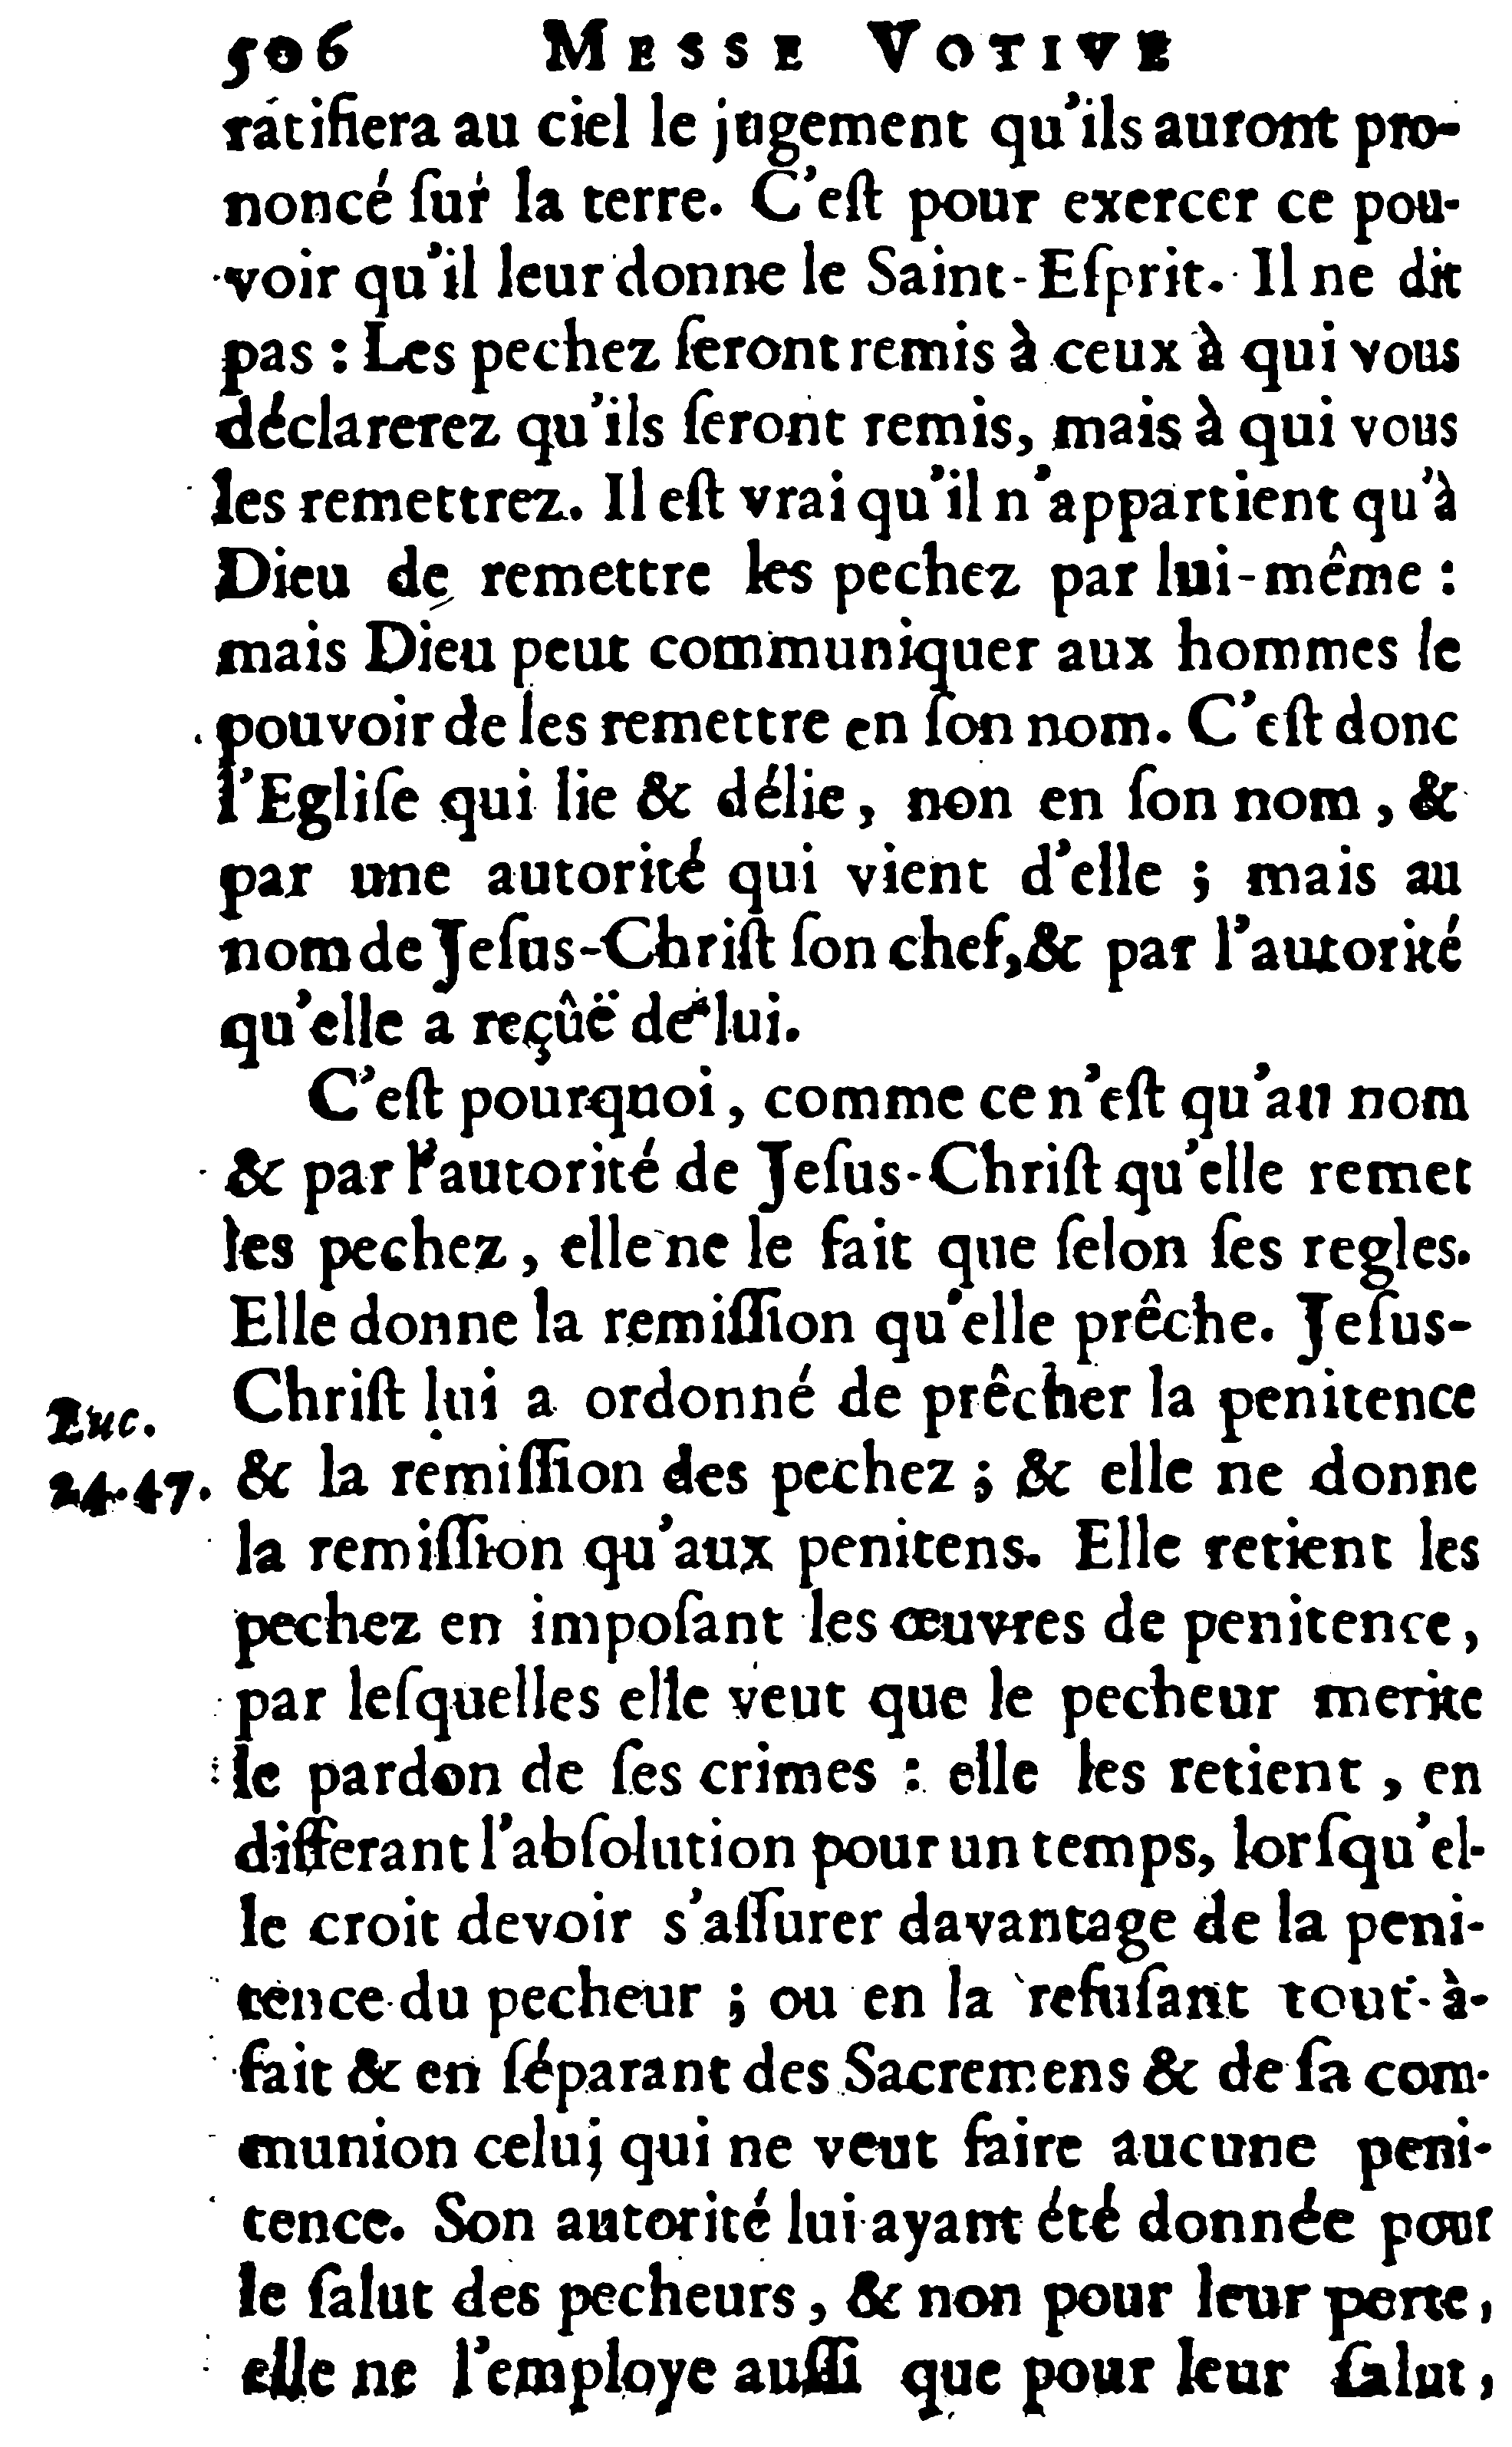 506 MESSE VOTIVE
ratifiera au ciel le jugement qu'ils auront pro-
noncé ſur la terre. C'eſt pour exercer ce pou-
voir qu'il leur donne le Saint-Eſprit. Il ne dit
pas : Les pechez ſeront remis à ceux à qui vous
déclarerez qu'ils ſeront remis, mais à qui vous
les remettrez. Il eſt vrai qu'il n'appartient qu'à
Dieu de remettre les pechez par lui-même :
mais Dieu peut communiquer aux hommes le
pouvoir de les remettre en ſon nom. C'eſt donc
l'Egliſe qui lie & délie, non en ſon nom, &
par une autorité qui vient d'elle ; mais au
nom de Jeſus-Chriſt ſon chef, & par l'autorité
qu'elle a reçûë de lui.
C'eſt pourquoi, comme ce n'eſt qu'au nom
& par l'autorité de Jeſus-Chriſt qu'elle remet
les pechez, elle ne le fait que ſelon ſes regles.
Elle donne la remiſſion qu'elle prêche. Jeſus-
Chriſt lui a ordonné de prêcher la penitence
& la remiſſion des pechez ; & elle ne donne
la remiſſion qu'aux penitens. Elle retient les
pechez en impoſant les œuvres de penitence,
par leſquelles elle veut que le pecheur merite
le pardon de ſes crimes : elle les retient, en
differant l'abſolution pour un temps, lorſqu'el-
le croit devoir s'aſſurer davantage de la peni-
tence du pecheur ; ou en la refuſant tout-à-
fait & en ſéparant des Sacremens & de ſa com-
munion celui qui ne veut faire aucune peni-
tence. Son autorité lui ayant été donnée pour
le ſalut des pecheurs, & non pour leur perte,
elle ne l'employe auſſi que pour leur ſalut,
Luc.
24.47.